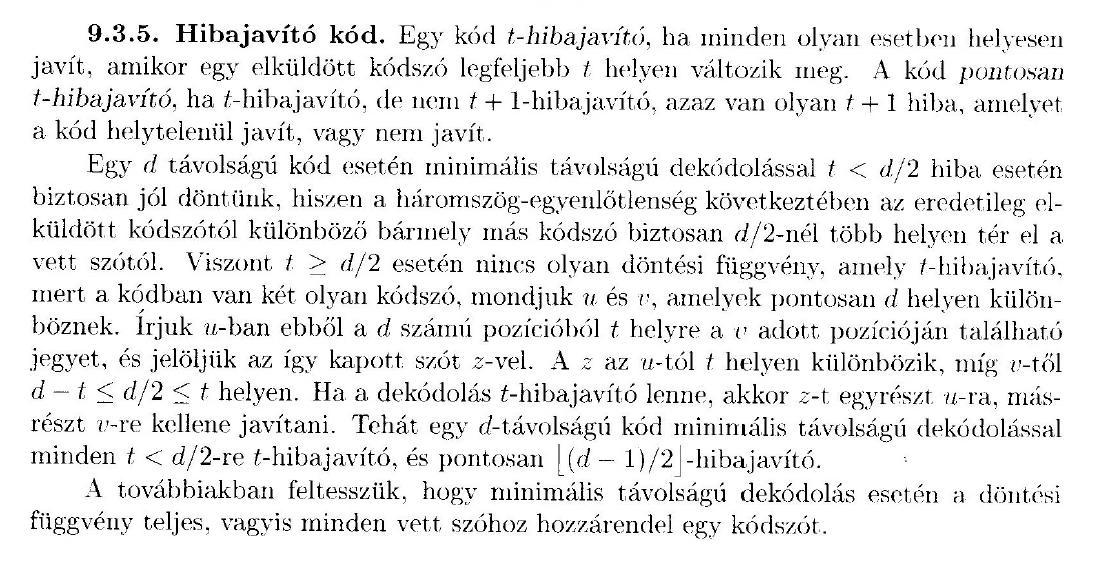 9.3.5. Hibajavító kód. Egy kód t-hibajavító, ha minden olyan esetben helyesen
javít, amikor egy elküldött kódszó legfeljebb t helyen változik meg. A kód pontosan
t-hibajavító, ha t-hibajavító, de nem t + 1-hibajavító, azaz van olyan t + 1 hiba, amelyet
a kód helytelenül javít, vagy nem javít.
Egy d távolságú kód esetén minimális távolságú dekódolással t < d/2 hiba esetén
biztosan jól döntünk, hiszen a háromszög-egyenlőtlenség következtében az eredetileg el-
küldött kódszótól különböző bármely más kódszó biztosan d/2-nél több helyen tér el a
vett szótól. Viszont t ≥ d/2 esetén nincs olyan döntési függvény, amely t-hibajavító,
mert a kódban van két olyan kódszó, mondjuk u és v, amelyek pontosan d helyen külön-
böznek. Írjuk u-ban ebből a d számú pozícióból t helyre a v adott pozícióján található
jegyet, és jelöljük az így kapott szót z-vel. A z az u-tól t helyen különbözik, míg v-től
d − t ≤ d/2 ≤ t helyen. Ha a dekódolás t-hibajavító lenne, akkor z-t egyrészt u-ra, más-
részt v-re kellene javítani. Tehát egy d-távolságú kód minimális távolságú dekódolással
minden t < d/2-re t-hibajavító, és pontosan ⌊(d − 1)/2⌋-hibajavító.
A továbbiakban feltesszük, hogy minimális távolságú dekódolás esetén a döntési
függvény teljes, vagyis minden vett szóhoz hozzárendel egy kódszót.